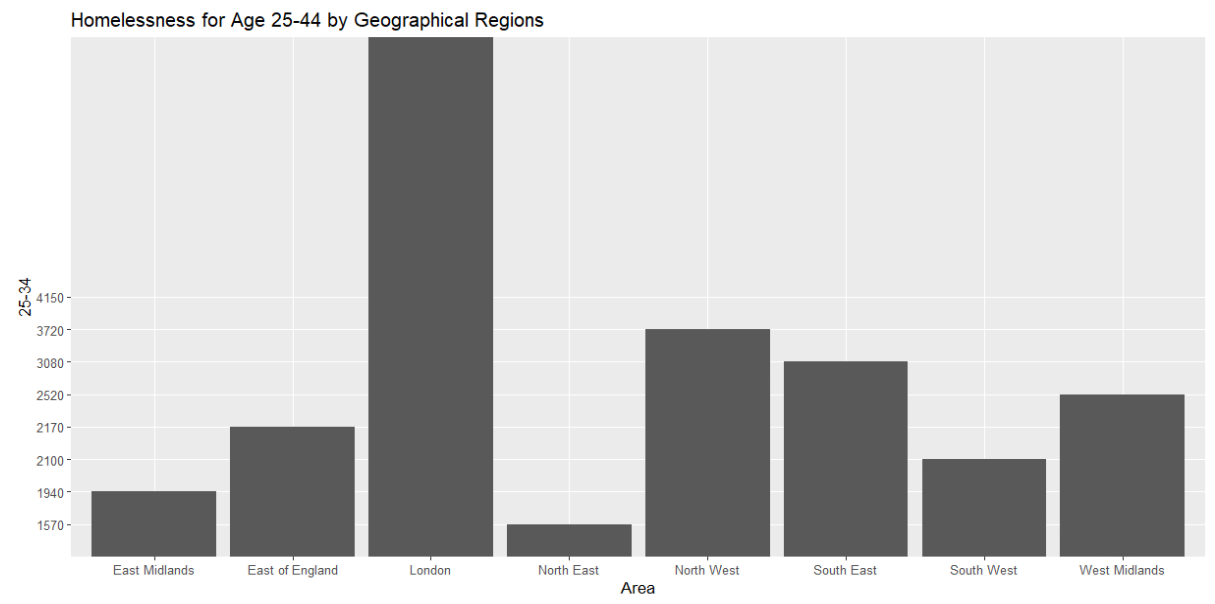 Homelessness for Age 25-44 by Geographical Regions
25-34
4150
3720
3080
2520
2170
2100
1940
1570
East Midlands
East of England
London
North East
North West
South East
South West
West Midlands
Area